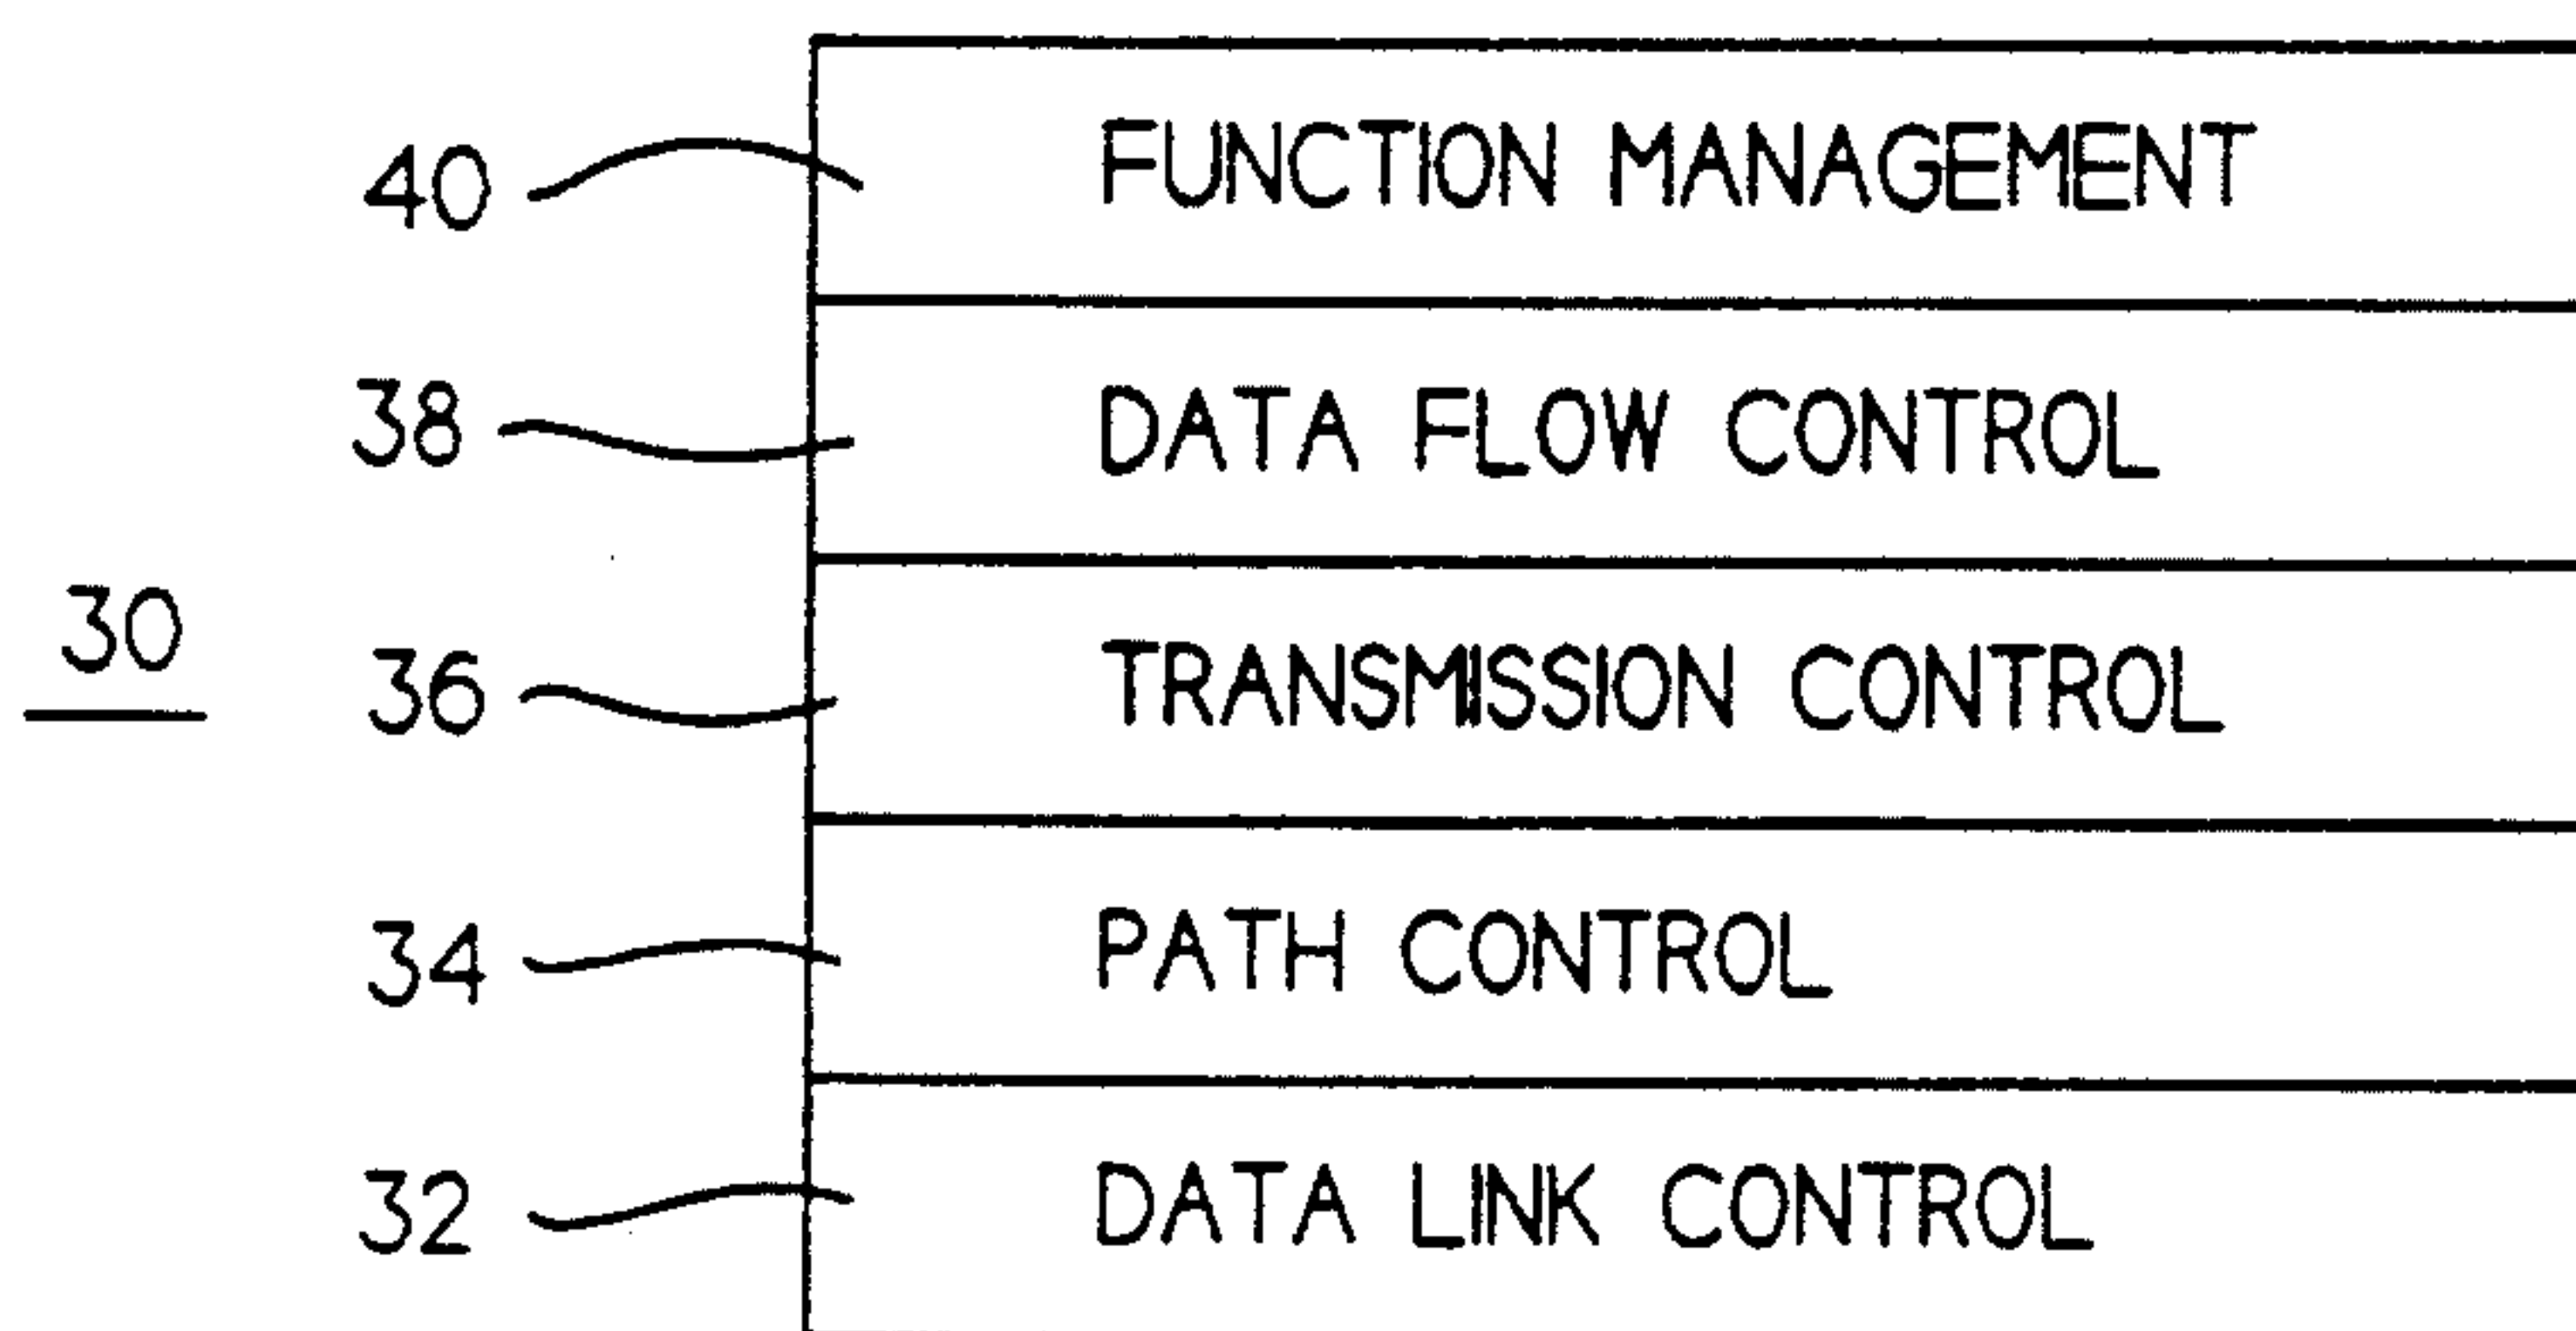 40 FUNCTION MANAGEMENT
38 DATA FLOW CONTROL
30
36 TRANSMISSION CONTROL
34 PATH CONTROL
32 DATA LINK CONTROL